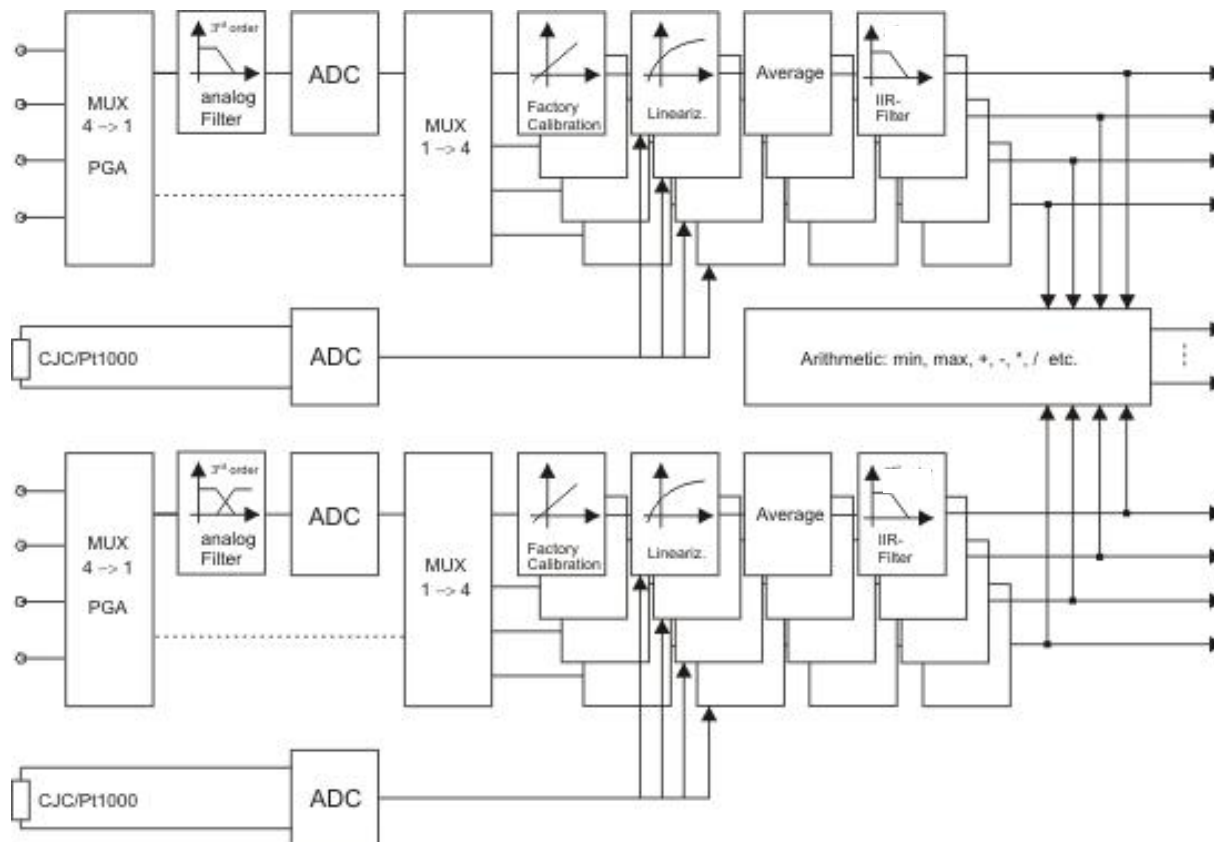 3rd order
analog
Filter
MUX
4 -> 1
PGA
ADC
MUX
1 -> 4
Factory
Calibration
Lineariz.
Average
IIR-
Filter
CJC/Pt1000
ADC
Arithmetic: min, max, +, -, *, / etc.
3rd order
analog
Filter
MUX
4 -> 1
PGA
ADC
MUX
1 -> 4
Factory
Calibration
Lineariz.
Average
IIR-
Filter
CJC/Pt1000
ADC